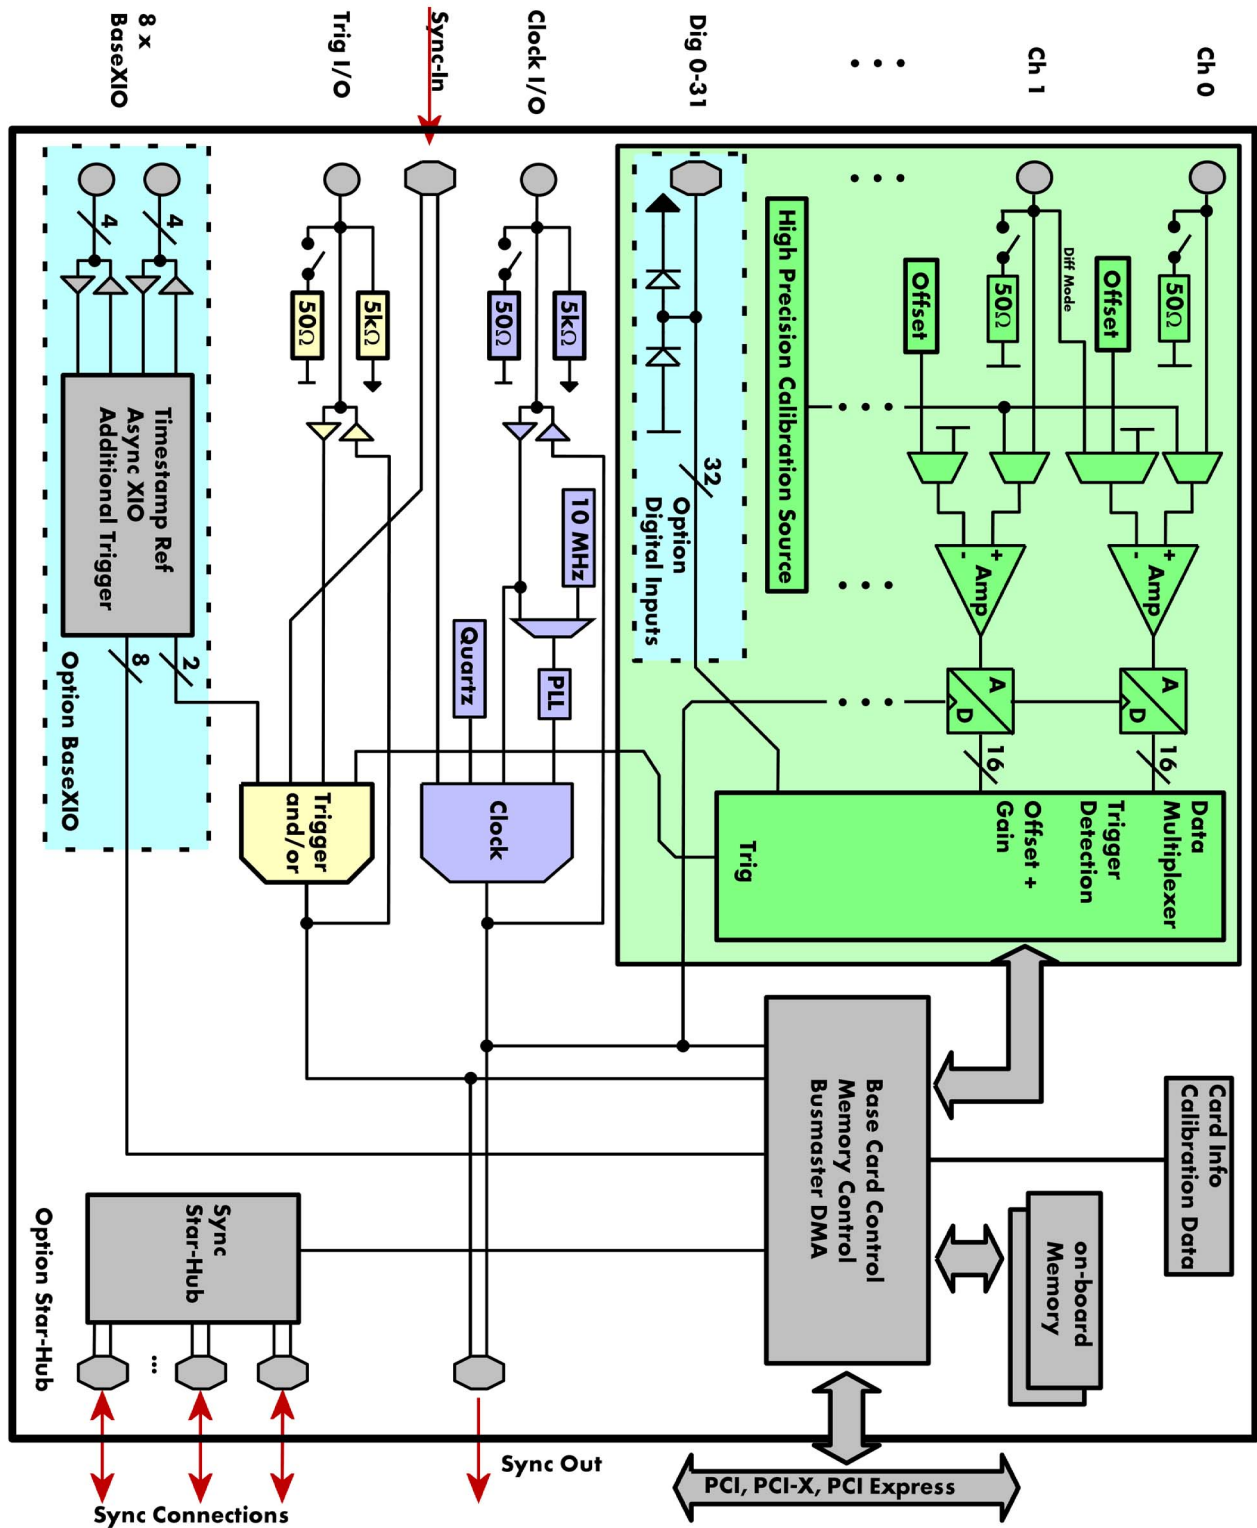 Ch 0
Ch 1
Dig 0-31
Clock I/O
Sync-In
Trig I/O
8 x
BaseXIO
50Ω
Offset
Diff Mode
50Ω
Offset
High Precision Calibration Source
32
Option
Digital Inputs
+
-
Amp
+
-
Amp
A
D
A
D
16
16
Data
Multiplexer
Trigger
Detection
Offset +
Gain
Trig
5kΩ
50Ω
10 MHz
PLL
Quartz
Clock
5kΩ
50Ω
Trigger
and/or
4
4
Timestamp Ref
Async XIO
Additional Trigger
2
8
Option BaseXIO
Card Info
Calibration Data
on-board
Memory
Base Card Control
Memory Control
Busmaster DMA
Sync
Star-Hub
Option Star-Hub
Sync Out
PCI, PCI-X, PCI Express
Sync Connections